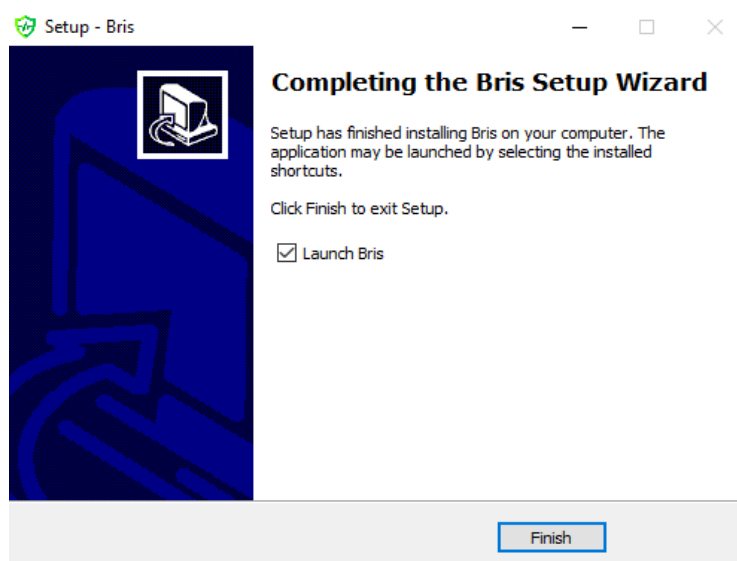 Setup - Bris
Completing the Bris Setup Wizard
Setup has finished installing Bris on your computer. The
application may be launched by selecting the installed
shortcuts.
Click Finish to exit Setup.
Launch Bris
Finish